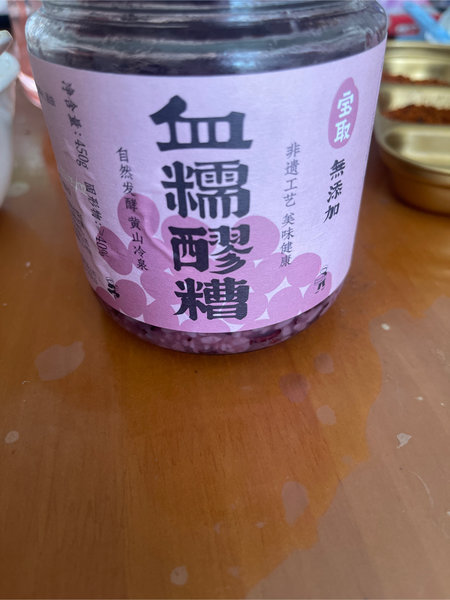 宝取
無添加
血糯醪糟
非遗工艺 美味健康
自然发酵 黄山冷泉
净含量:450g